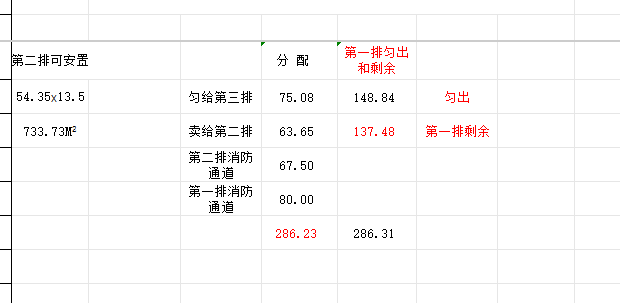 第二排可安置 分 配 第一排匀出
和剩余
54.35x13.5 匀给第三排 75.08 148.84 匀出
733.73M² 卖给第二排 63.65 137.48 第一排剩余
第二排消防
通道 67.50
第一排消防
通道 80.00
286.23 286.31